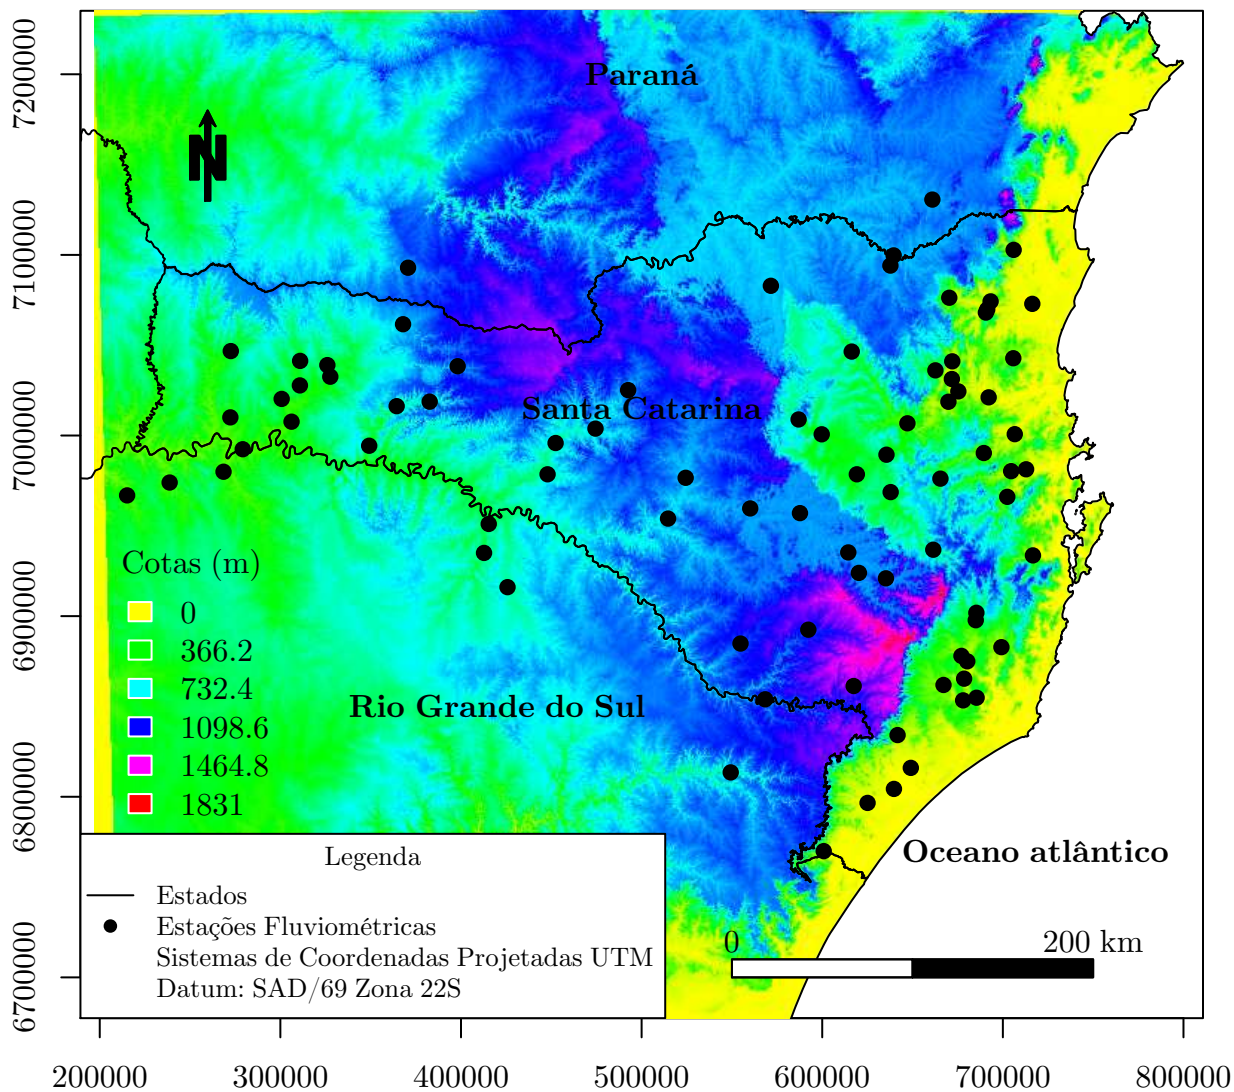 7200000
7100000
7000000
6900000
6800000
6700000
Paraná
N
Santa Catarina
Rio Grande do Sul
Oceano atlântico
Cotas (m)
0
366.2
732.4
1098.6
1464.8
1831
Legenda
Estados
Estações Fluviométricas
Sistemas de Coordenadas Projetadas UTM
Datum: SAD/69 Zona 22S
0 200 km
200000 300000 400000 500000 600000 700000 800000